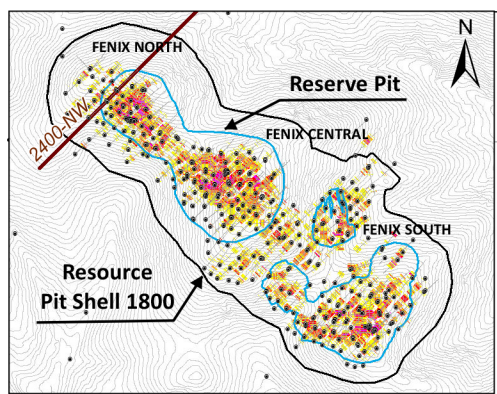 FENIX NORTH
N
Reserve Pit
2400-NW
FENIX CENTRAL
FENIX SOUTH
Resource
Pit Shell 1800